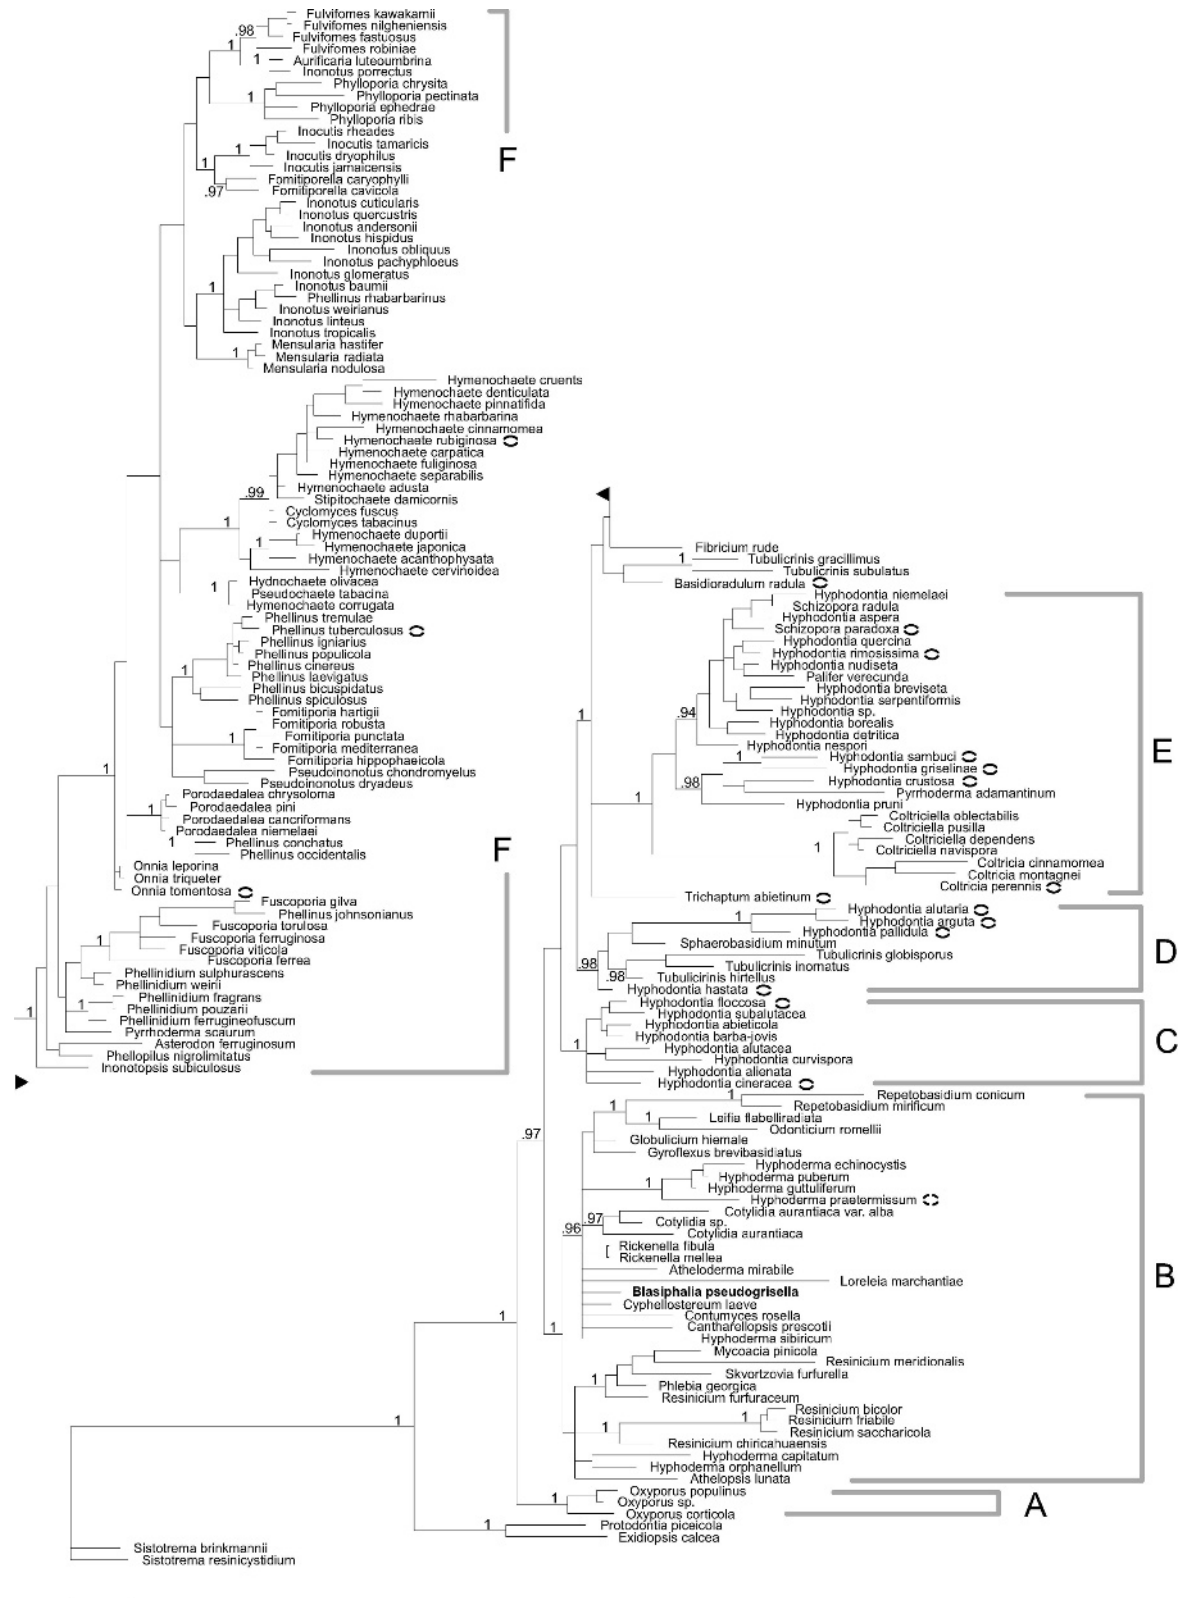 Fulvifomes kawakamii
Fulvifomes nilgheniensis
.98
Fulvifomes fastuosus
1
Fulvifomes robiniae
1
Aurificaria luteoumbrina
Inonotus porrectus
Phylloporia chrysita
1
Phylloporia pectinata
Phylloporia ephedrae
Phylloporia ribis
Inocutis rheades
Inocutis tamaricis
1
Inocutis dryophilus
1
Inocutis jamaicensis
Fomitiporella caryophylli
.97
Fomitiporella cavicola
F
Inonotus cuticularis
Inonotus quercustris
Inonotus andersonii
Inonotus hispidus
Inonotus obliquus
Inonotus pachyphloeus
Inonotus glomeratus
1
Inonotus baumii
Phellinus rhabarbarinus
Inonotus weirianus
Inonotus linteus
Inonotus tropicalis
Mensularia hastifer
1
Mensularia radiata
Mensularia nodulosa
Hymenochaete cruents
Hymenochaete denticulata
Hymenochaete pinnatifida
Hymenochaete rhabarbarina
Hymenochaete cinnamomea
Hymenochaete rubiginosa
Hymenochaete carpatica
Hymenochaete fuliginosa
Hymenochaete separabilis
Hymenochaete adusta
.99
Stipitochaete damicornis
Cyclomyces fuscus
1
Cyclomyces tabacinus
Hymenochaete duportii
1
Hymenochaete japonica
Hymenochaete acanthophysata
Hymenochaete cervinoidea
Hydnochaete olivacea
1
Pseudochaete tabacina
Hymenochaete corrugata
Phellinus tremulae
Phellinus tuberculosus
Phellinus igniarius
Phellinus populicola
Phellinus cinereus
1
Phellinus laevigatus
Phellinus bicuspidatus
Phellinus spiculosus
Fomitiporia hartigii
Fomitiporia robusta
Fomitiporia punctata
1
Fomitiporia mediterranea
Fomitiporia hippophaeicola
1
Pseudoinonotus chondromyelus
Pseudoinonotus dryadeus
Porodaedalea chrysoloma
1
Porodaedalea pini
Porodaedalea cancriformans
Porodaedalea niemelaei
1
Phellinus conchatus
Phellinus occidentalis
F
Onnia leporina
Onnia triqueter
Onnia tomentosa
Fuscoporia gilva
Phellinus johnsonianus
Fuscoporia torulosa
1
Fuscoporia ferruginosa
Fuscoporia viticola
Fuscoporia ferrea
Phellinidium sulphurascens
Phellinidium weirii
Phellinidium fragrans
1
Phellinidium pouzarii
1
Phellinidium ferrugineofuscum
Pyrrhoderma scaurum
Asterodon ferruginosum
Phellopilus nigrolimitatus
Inonotopsis subiculosus
Fibricium rude
1
Tubulicrinis gracillimus
Tubulicrinis subulatus
Basidioradulum radula
Hyphodontia niemelaei
Schizopora radula
Hyphodontia aspera
Schizopora paradoxa
Hyphodontia quercina
Hyphodontia rimosissima
Hyphodontia nudiseta
Palifer verecunda
Hyphodontia breviseta
Hyphodontia serpentiformis
1
.94
Hyphodontia sp.
Hyphodontia borealis
Hyphodontia detritica
Hyphodontia nespori
E
1
Hyphodontia sambuci
Hyphodontia griselinae
.98
Hyphodontia crustosa
Pyrrhoderma adamantinum
1
Hyphodontia pruni
Coltriciella oblectabilis
Coltriciella pusilla
Coltriciella dependens
1
Coltriciella navispora
Coltricia cinnamomea
Coltricia montagnei
Coltricia perennis
Trichaptum abietinum
Hyphodontia alutaria
1
Hyphodontia arguta
Hyphodontia pallidula
Sphaerobasidium minutum
D
Tubulicrinis globisporus
.98
Tubulicrinis inornatus
.98
Tubulicirinis hirtellus
Hyphodontia hastata
Hyphodontia floccosa
Hyphodontia subalutacea
Hyphodontia abieticola
Hyphodontia barba-jovis
C
1
Hyphodontia alutacea
Hyphodontia curvispora
Hyphodontia alienata
Hyphodontia cineracea
1
Repetobasidium conicum
1
Repetobasidium mirificum
1
Leifia flabelliradiata
Odonticium romellii
.97
Globulicium hiemale
Gyroflexus brevibasidiatus
Hyphoderma echinocystis
Hyphoderma puberum
1
Hyphoderma guttuliferum
Hyphoderma praetermissum
Cotylidia aurantiaca var. alba
.97
Cotylidia sp.
.96
Cotylidia aurantiaca
Rickenella fibula
Rickenella mellea
Atheloderma mirabile
B
Loreleia marchantiae
Blasiphalia pseudogrisella
Cyphellostereum laeve
Contumyces rosella
1
Cantharellopsis prescotii
1
Hyphoderma sibiricum
Mycoacia pinicola
Resinicium meridionalis
Skvortzovia furfurella
1
Phlebia georgica
Resinicium furfuraceum
Resinicium bicolor
1
Resinicium friabile
1
1
Resinicium saccharicola
Resinicium chiricahuaensis
Hyphoderma capitatum
Hyphoderma orphanellum
Athelopsis lunata
Oxyporus populinus
1
Oxyporus sp.
A
Oxyporus corticola
1
Protodontia piceicola
Exidiopsis calcea
Sistotrema brinkmannii
Sistotrema resinicystidium